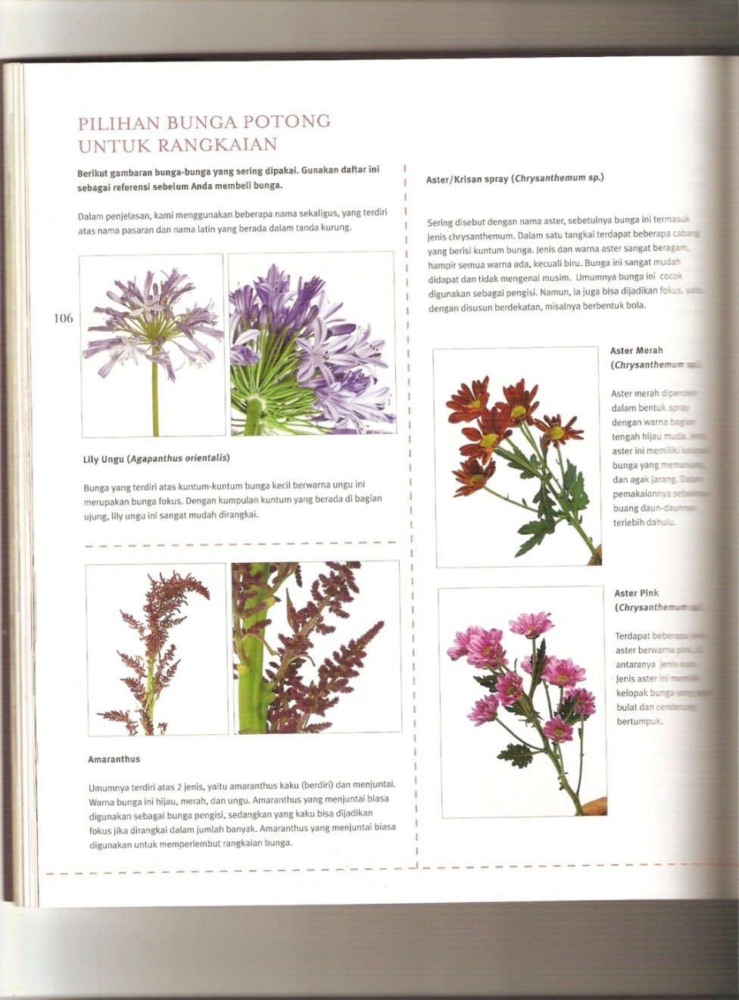 PILIHAN BUNGA POTONG
UNTUK RANGKAIAN
Berikut gambaran bunga-bunga yang sering dipakai. Gunakan daftar ini
sebagai referensi sebelum Anda membeli bunga.
Dalam penjelasan, kami menggunakan beberapa nama sekaligus, yang terdiri
atas nama pasaran dan nama latin yang berada dalam tanda kurung.
106
Lily Ungu (Agapanthus orientalis)
Bunga yang terdiri atas kuntum-kuntum bunga kecil berwarna ungu ini
merupakan bunga fokus. Dengan kumpulan kuntum yang berada di bagian
ujung, lily ungu ini sangat mudah dirangkai.
Amaranthus
Umumnya terdiri atas 2 jenis, yaitu amaranthus kaku (berdiri) dan menjuntai.
Warna bunga ini hijau, merah, dan ungu. Amaranthus yang menjuntai biasa
digunakan sebagai bunga pengisi, sedangkan yang kaku bisa dijadikan
fokus jika dirangkai dalam jumlah banyak. Amaranthus yang menjuntai biasa
digunakan untuk memperlembut rangkaian bunga.
Aster/Krisan spray (Chrysanthemum sp.)
Sering disebut dengan nama aster, sebetulnya bunga ini termasuk
jenis chrysanthemum. Dalam satu tangkai terdapat beberapa cabang
yang berisi kuntum bunga. Jenis dan warna aster sangat beragam,
hampir semua warna ada, kecuali biru. Bunga ini sangat mudah
didapat dan tidak mengenal musim. Umumnya bunga ini cocok
digunakan sebagai pengisi. Namun, ia juga bisa dijadikan fokus, yaitu
dengan disusun berdekatan, misalnya berbentuk bola.
Aster Merah
(Chrysanthemum sp.)
Aster merah diperoleh
dalam bentuk spray
dengan warna bagian
tengah hijau muda.
aster ini memiliki kelopak
bunga yang memanjang
dan agak jarang. Dalam
pemakaiannya sebaiknya
buang daun-daunnya
terlebih dahulu.
Aster Pink
(Chrysanthemum
Terdapat beberapa
aster berwarna pink, di
antaranya jenis
Jenis aster ini memiliki
kelopak bunga yang
bulat dan cenderung
bertumpuk.